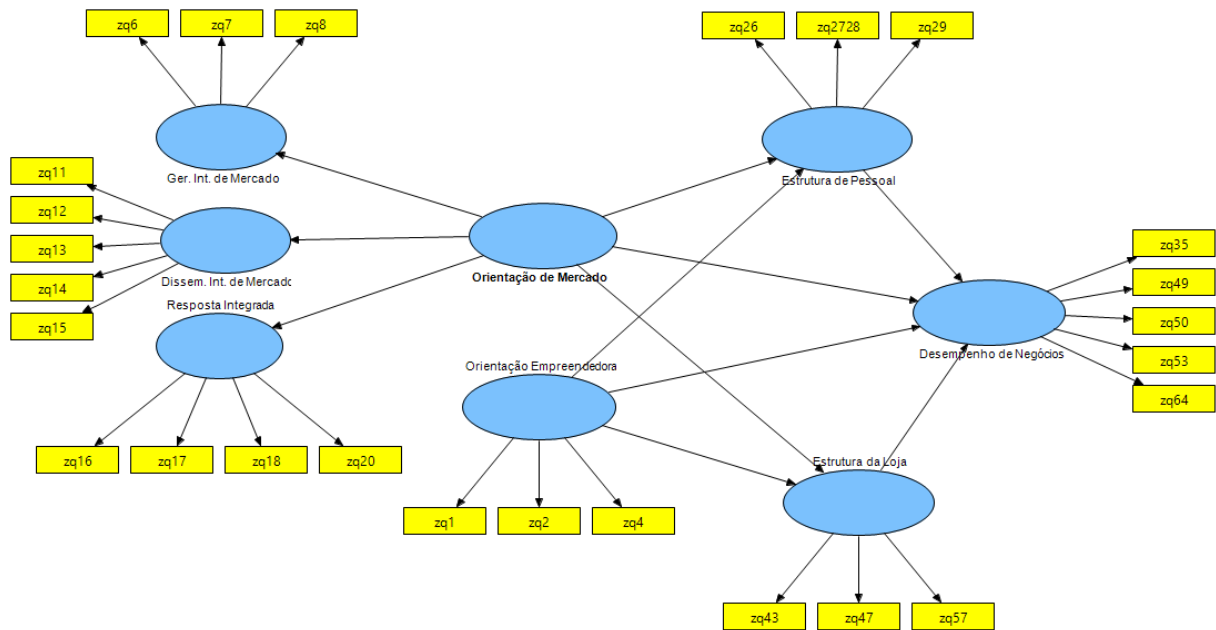 zq6
zq7
zq8
zq26
zq2728
zq29
Ger. Int. de Mercado
Estrutura de Pessoal
zq11
zq12
zq13
zq14
zq15
Dissem. Int. de Mercado
Orientação de Mercado
zq35
zq49
zq50
zq53
zq64
Desempenho de Negócios
Resposta Integrada
zq16
zq17
zq18
zq20
Orientação Empreendedora
zq1
zq2
zq4
Estrutura da Loja
zq43
zq47
zq57